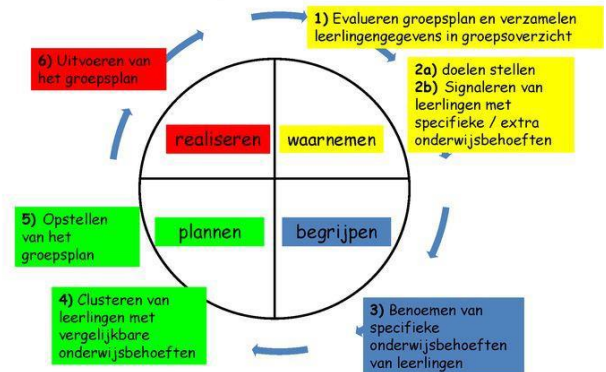 1) Evalueren groepsplan en verzamelen
leerlingengegevens in groepsoverzicht
2a) doelen stellen
2b) Signaleren van
leerlingen met
specifieke / extra
onderwijsbehoeften
3) Benoemen van
specifieke
onderwijsbehoeften
van leerlingen
4) Clusteren van
leerlingen met
vergelijkbare
onderwijsbehoeften
5) Opstellen
van het
groepsplan
6) Uitvoeren van
het groepsplan
realiseren
waarnemen
plannen
begrijpen